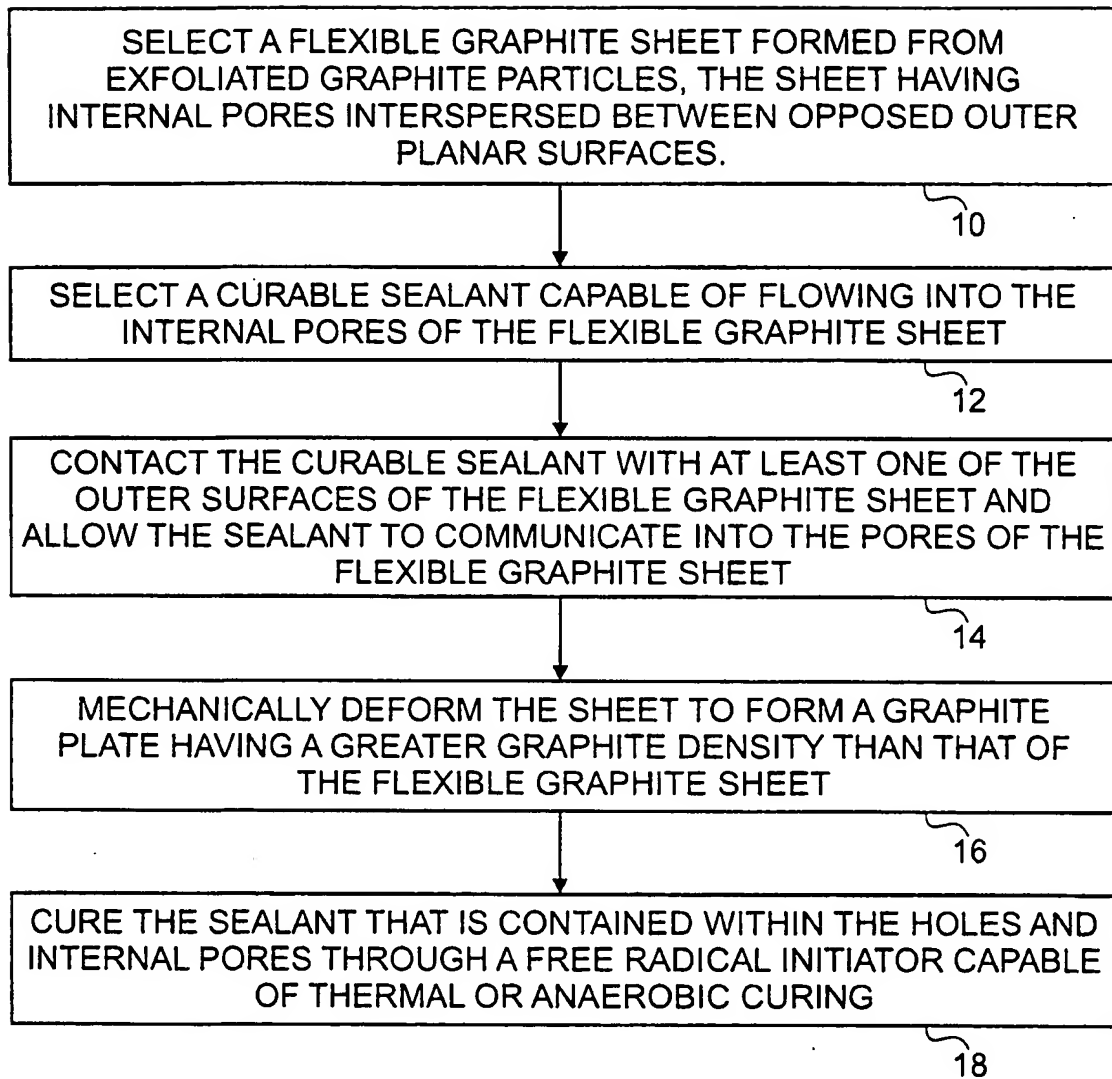 SELECT A FLEXIBLE GRAPHITE SHEET FORMED FROM
EXFOLIATED GRAPHITE PARTICLES, THE SHEET HAVING
INTERNAL PORES INTERSPERSED BETWEEN OPPOSED OUTER
PLANAR SURFACES.
10
SELECT A CURABLE SEALANT CAPABLE OF FLOWING INTO THE
INTERNAL PORES OF THE FLEXIBLE GRAPHITE SHEET
12
CONTACT THE CURABLE SEALANT WITH AT LEAST ONE OF THE
OUTER SURFACES OF THE FLEXIBLE GRAPHITE SHEET AND
ALLOW THE SEALANT TO COMMUNICATE INTO THE PORES OF THE
FLEXIBLE GRAPHITE SHEET
14
MECHANICALLY DEFORM THE SHEET TO FORM A GRAPHITE
PLATE HAVING A GREATER GRAPHITE DENSITY THAN THAT OF
THE FLEXIBLE GRAPHITE SHEET
16
CURE THE SEALANT THAT IS CONTAINED WITHIN THE HOLES AND
INTERNAL PORES THROUGH A FREE RADICAL INITIATOR CAPABLE
OF THERMAL OR ANAEROBIC CURING
18